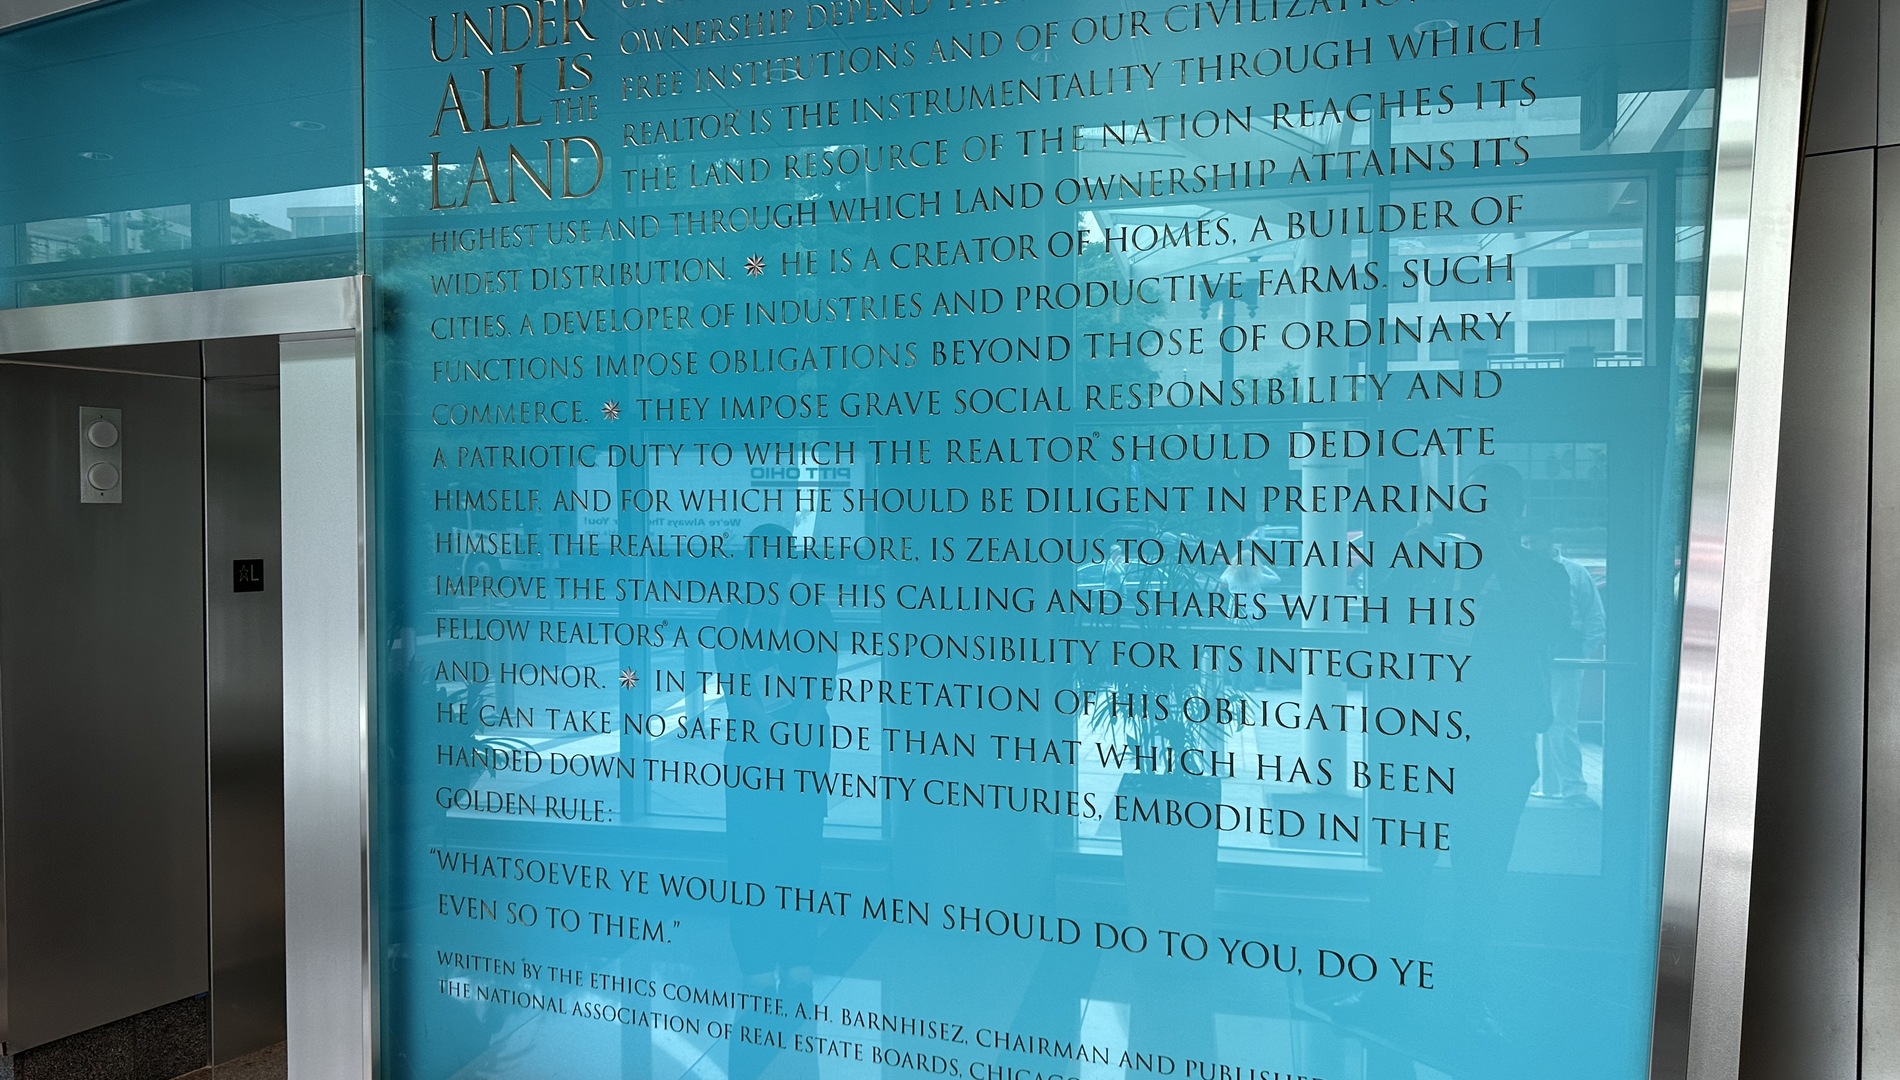 UNDER
ALL IS
THE
LAND
OWNERSHIP DEPEND
FREE INSTITUTIONS AND OF OUR
REALTOR® IS THE INSTRUMENTALITY THROUGH WHICH
THE LAND RESOURCE OF THE NATION REACHES ITS
HIGHEST USE AND THROUGH WHICH LAND OWNERSHIP ATTAINS ITS
WIDEST DISTRIBUTION. ✷ HE IS A CREATOR OF HOMES, A BUILDER OF
CITIES, A DEVELOPER OF INDUSTRIES AND PRODUCTIVE FARMS. SUCH
FUNCTIONS IMPOSE OBLIGATIONS BEYOND THOSE OF ORDINARY
COMMERCE. ✷ THEY IMPOSE GRAVE SOCIAL RESPONSIBILITY AND
A PATRIOTIC DUTY TO WHICH THE REALTOR® SHOULD DEDICATE
HIMSELF, AND FOR WHICH HE SHOULD BE DILIGENT IN PREPARING
HIMSELF. THE REALTOR®, THEREFORE, IS ZEALOUS TO MAINTAIN AND
IMPROVE THE STANDARDS OF HIS CALLING AND SHARES WITH HIS
FELLOW REALTORS® A COMMON RESPONSIBILITY FOR ITS INTEGRITY
AND HONOR. ✷ IN THE INTERPRETATION OF HIS OBLIGATIONS,
HE CAN TAKE NO SAFER GUIDE THAN THAT WHICH HAS BEEN
HANDED DOWN THROUGH TWENTY CENTURIES, EMBODIED IN THE
GOLDEN RULE:
"WHATSOEVER YE WOULD THAT MEN SHOULD DO TO YOU, DO YE
EVEN SO TO THEM."
WRITTEN BY THE ETHICS COMMITTEE, A.H. BARNHISEZ, CHAIRMAN AND PUBLISHED
THE NATIONAL ASSOCIATION OF REAL ESTATE BOARDS, CHICAGO
PITT OHIO
We're Always There For You!
★L